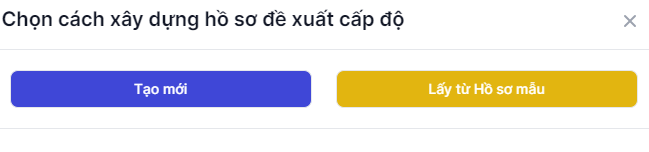 Chọn cách xây dựng hồ sơ đề xuất cấp độ
Tạo mới
Lấy từ Hồ sơ mẫu